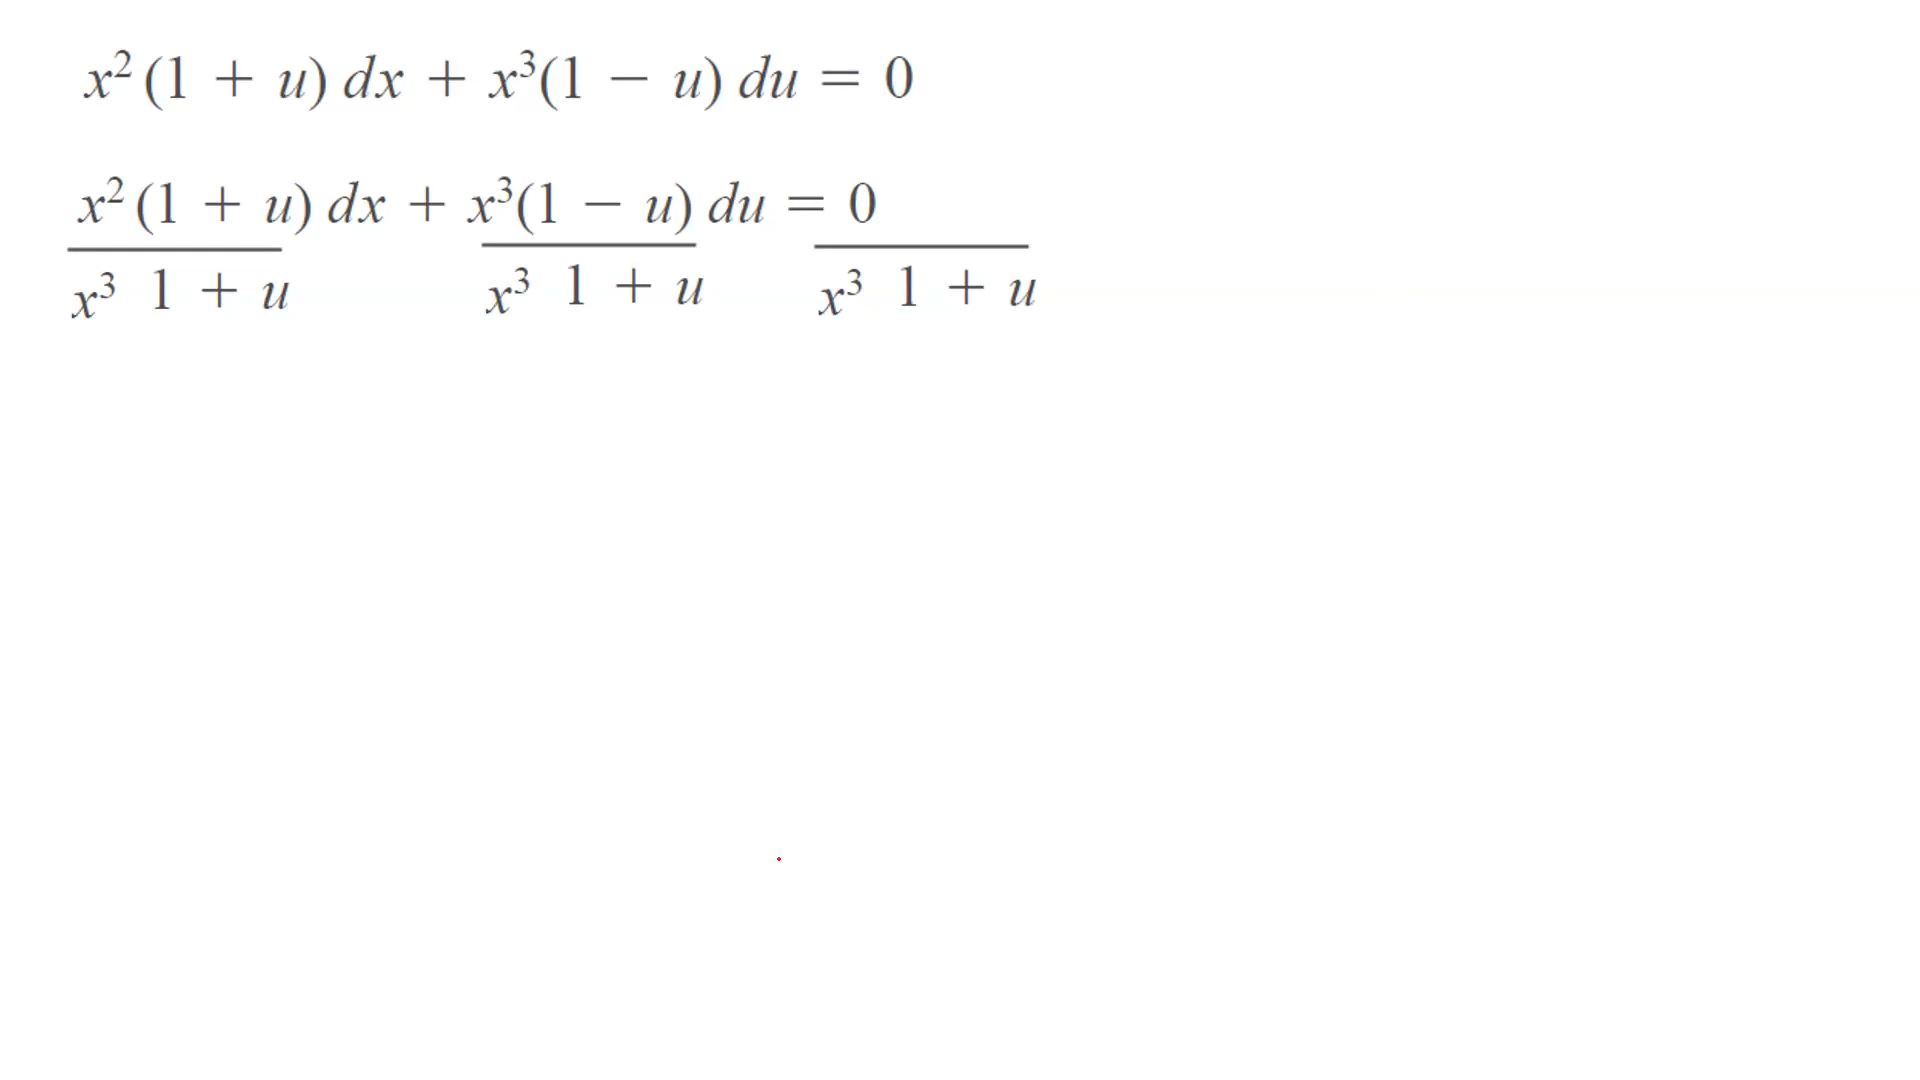 x² (1 + u) dx + x³(1 − u) du = 0
x² (1 + u) dx + x³(1 − u) du = 0
x³ 1 + u x³ 1 + u x³ 1 + u